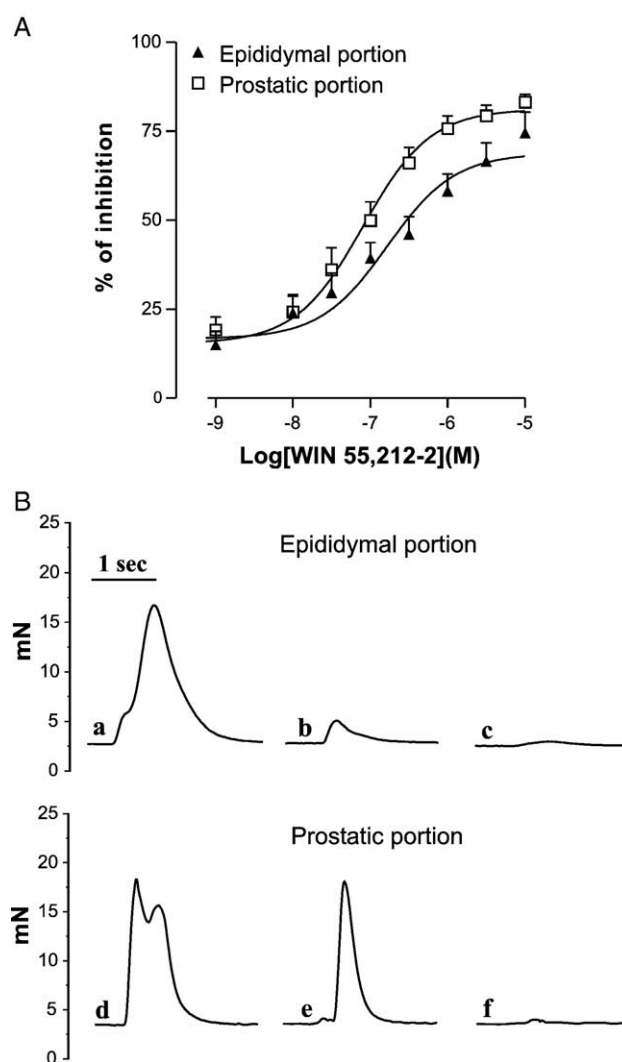 A
100
75
50
25
0
% of inhibition
Epididymal portion
Prostatic portion
-9 -8 -7 -6 -5
Log[WIN 55,212-2](M)
B
25
20
15
10
5
0
mN
Epididymal portion
1 sec
a b c
25
20
15
10
5
0
mN
Prostatic portion
d e f